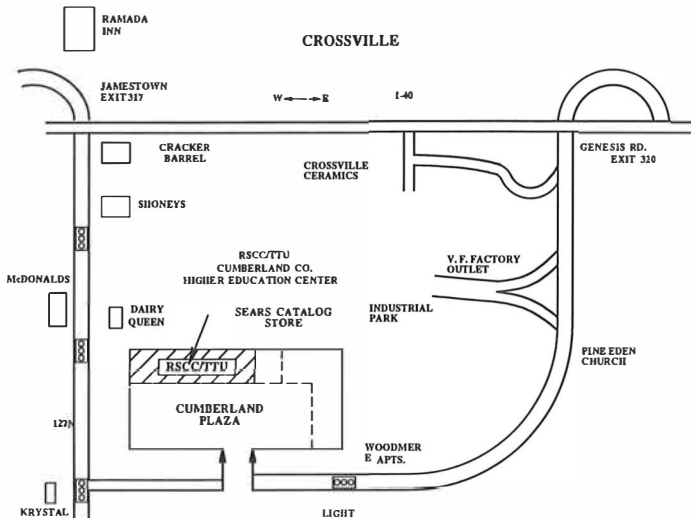 RAMADA
INN
CROSSVILLE
JAMESTOWN
EXIT 317
W E
I-40
CRACKER
BARREL
CROSSVILLE
CERAMICS
GENESIS RD.
EXIT 320
SHONEYS
RSCC/TTU
CUMBERLAND CO.
HIGHER EDUCATION CENTER
V. F. FACTORY
OUTLET
McDONALDS
DAIRY
QUEEN
SEARS CATALOG
STORE
INDUSTRIAL
PARK
PINE EDEN
CHURCH
RSCC/TTU
CUMBERLAND
PLAZA
127N
WOODMER
E APTS.
KRYSTAL
LIGHT